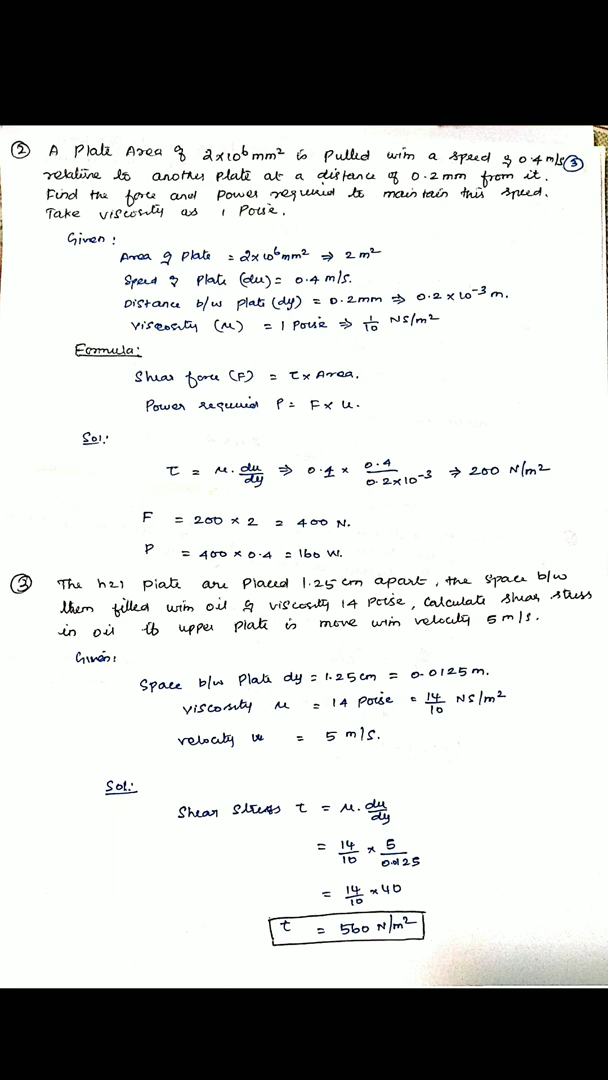 ② A Plate Area of 2x10⁶ mm² is pulled with a speed of 0.4 m/s ③
relative to another plate at a distance of 0.2 mm from it.
Find the force and power required to maintain this speed.
Take viscosity as 1 Poise.
Given :
Area of Plate = 2x10⁶mm² ⇒ 2 m²
Speed of Plate (du) = 0.4 m/s.
Distance b/w plate (dy) = 0.2mm ⇒ 0.2 x 10⁻³ m.
Viscosity (μ) = 1 Poise ⇒ 1/10 NS/m²
Formula:
Shear force (F) = τ x Area.
Power required P = F x u.
Sol:
τ = μ. du/dy ⇒ 0.1 x 0.4/0.2x10⁻³ ⇒ 200 N/m²
F = 200 x 2 = 400 N.
P = 400 x 0.4 = 160 W.
③ The hzl plate are placed 1.25 cm apart, the space b/w
them filled with oil of viscosity 14 poise, calculate shear stress
in oil if upper plate is move with velocity 5 m/s.
Given:
Space b/w Plate dy = 1.25 cm = 0.0125 m.
viscosity μ = 14 Poise = 14/10 NS/m²
velocity u = 5 m/s.
Sol:
Shear stress τ = μ. du/dy
= 14/10 x 5/0.0125
= 14/10 x 40
τ = 560 N/m²